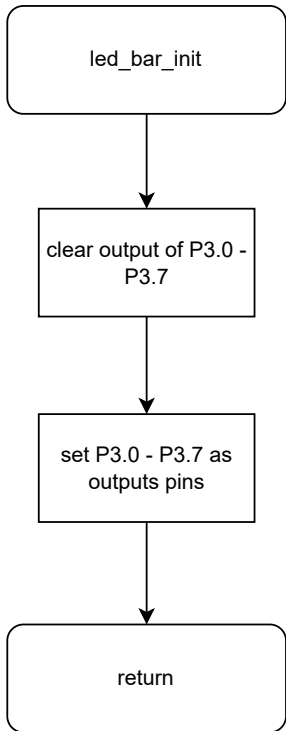 led_bar_init
clear output of P3.0 -
P3.7
set P3.0 - P3.7 as
outputs pins
return